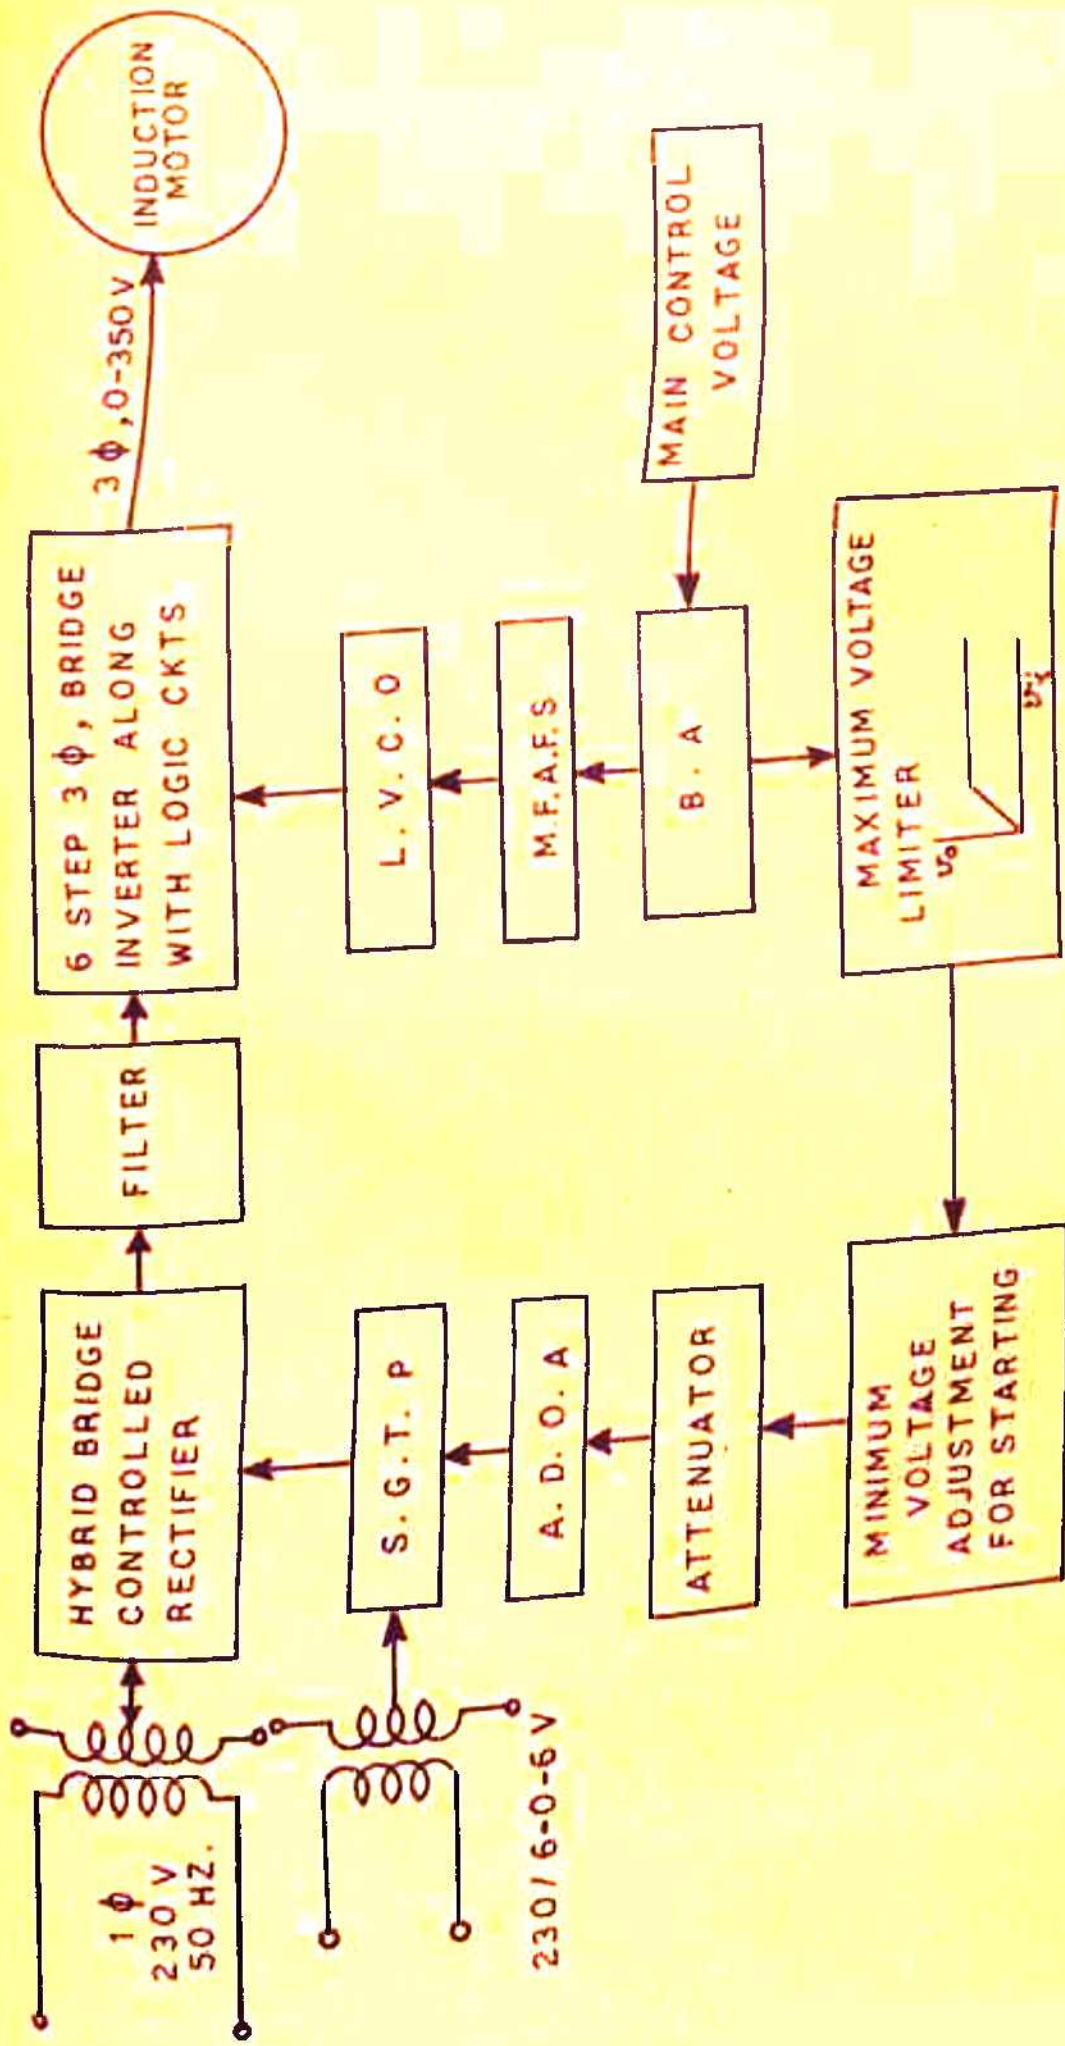 1 ϕ
230 V
50 HZ.
230/6-0-6 V
HYBRID BRIDGE
CONTROLLED
RECTIFIER
FILTER
6 STEP 3 ϕ, BRIDGE
INVERTER ALONG
WITH LOGIC CKTS
3 ϕ, 0-350 V
INDUCTION
MOTOR
S. G. T. P
L. V. C. O
A. D. O. A
M.F.A.F.S
ATTENUATOR
B. A
MAIN CONTROL
VOLTAGE
MINIMUM
VOLTAGE
ADJUSTMENT
FOR STARTING
MAXIMUM VOLTAGE
LIMITER
v₀
vᵢ